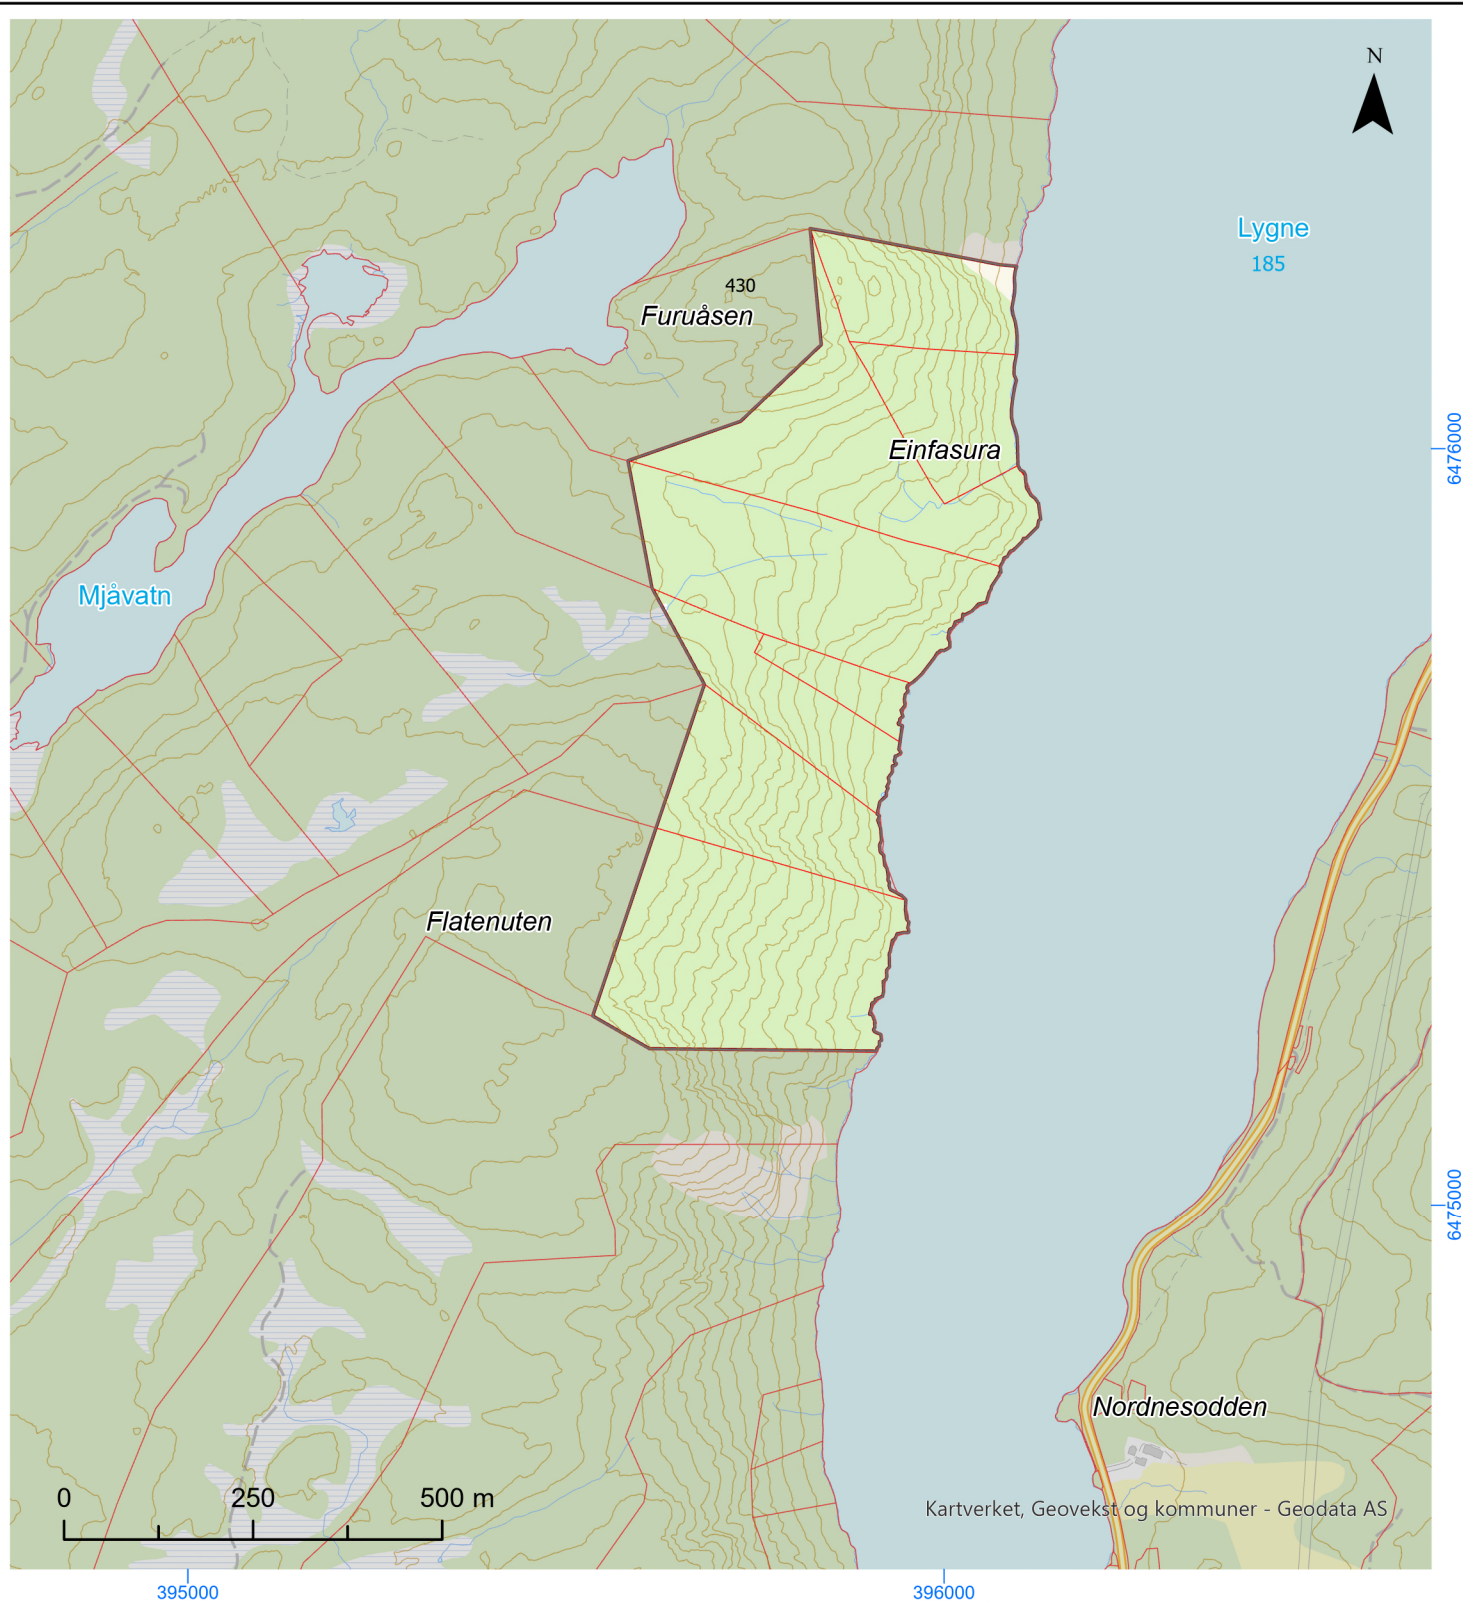 N
Lygne
185
430
Furuåsen
Einfasura
6476000
Mjåvatn
Flatenuten
6475000
Nordnesodden
0 250 500 m
Kartverket, Geovekst og kommuner - Geodata AS
395000 396000